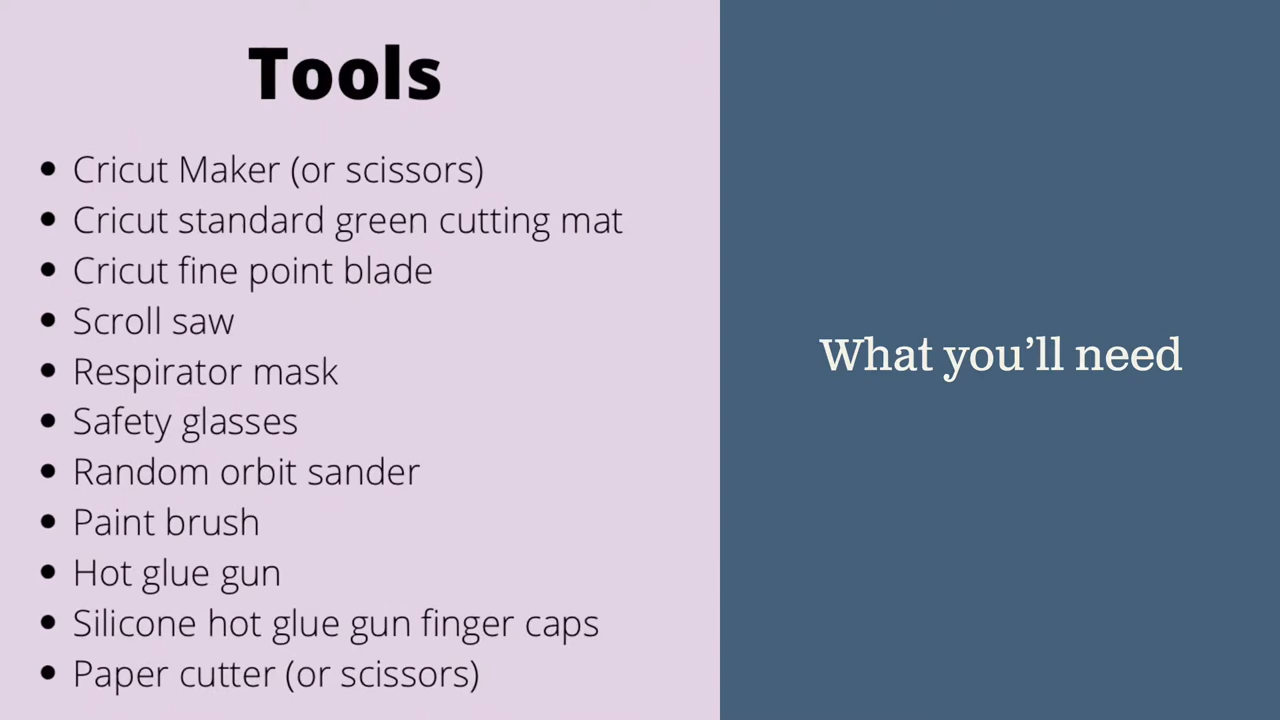 Tools
• Cricut Maker (or scissors)
• Cricut standard green cutting mat
• Cricut fine point blade
• Scroll saw
• Respirator mask
• Safety glasses
• Random orbit sander
• Paint brush
• Hot glue gun
• Silicone hot glue gun finger caps
• Paper cutter (or scissors)
What you’ll need